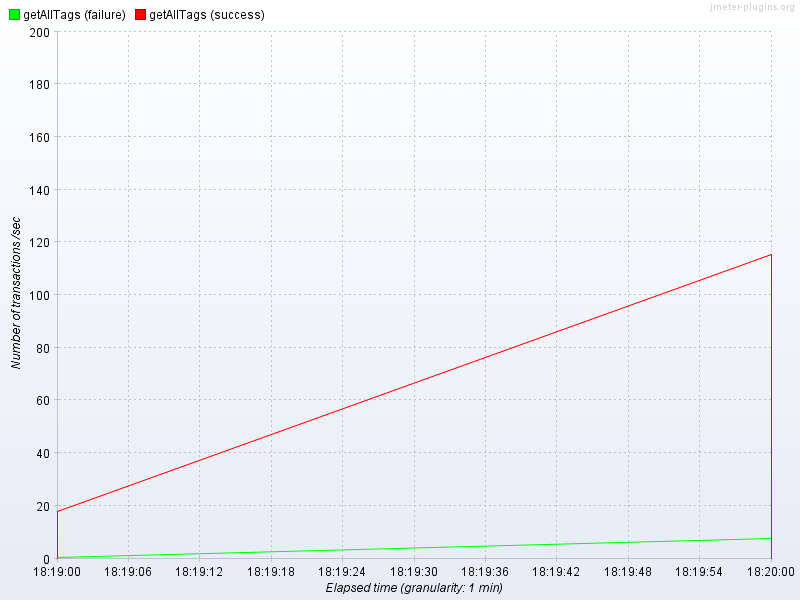 getAllTags (failure) getAllTags (success)
jmeter-plugins.org
200
180
160
140
120
100
80
60
40
20
0
Number of transactions /sec
18:19:00 18:19:06 18:19:12 18:19:18 18:19:24 18:19:30 18:19:36 18:19:42 18:19:48 18:19:54 18:20:00
Elapsed time (granularity: 1 min)